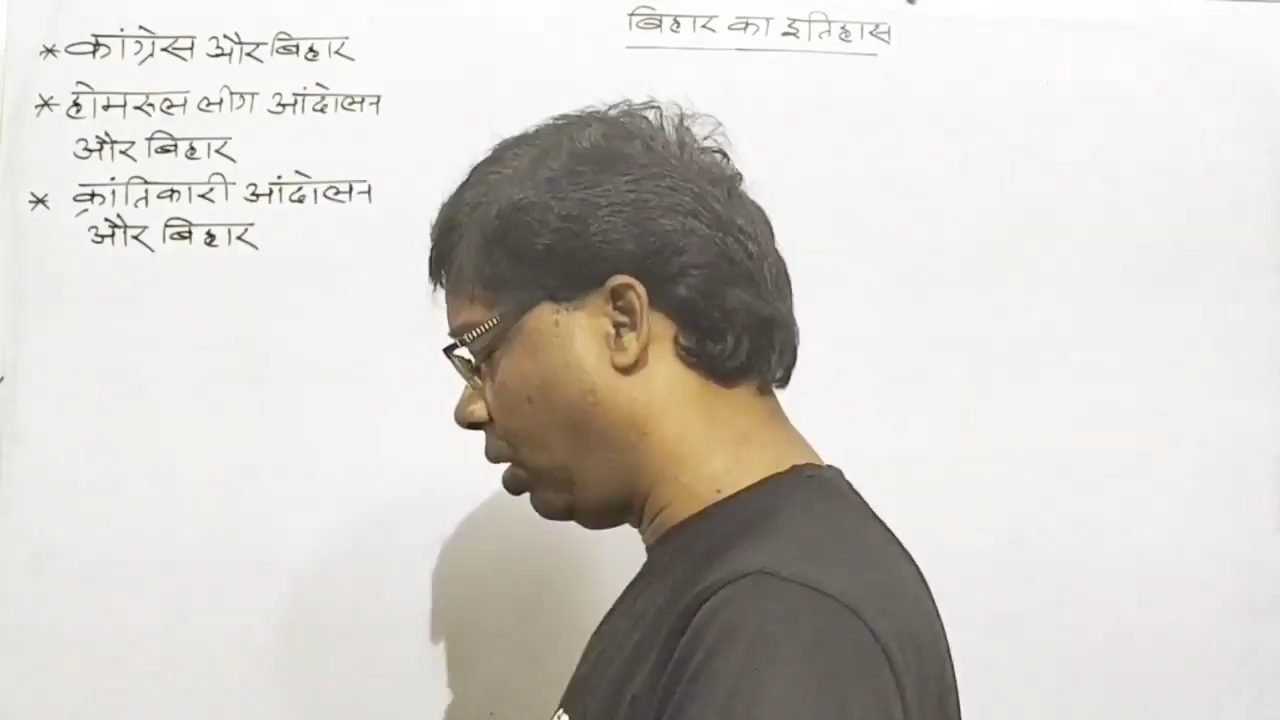 बिहार का इतिहास
* कांग्रेस और बिहार
* होमरुल लीग आंदोलन
और बिहार
* क्रांतिकारी आंदोलन
और बिहार